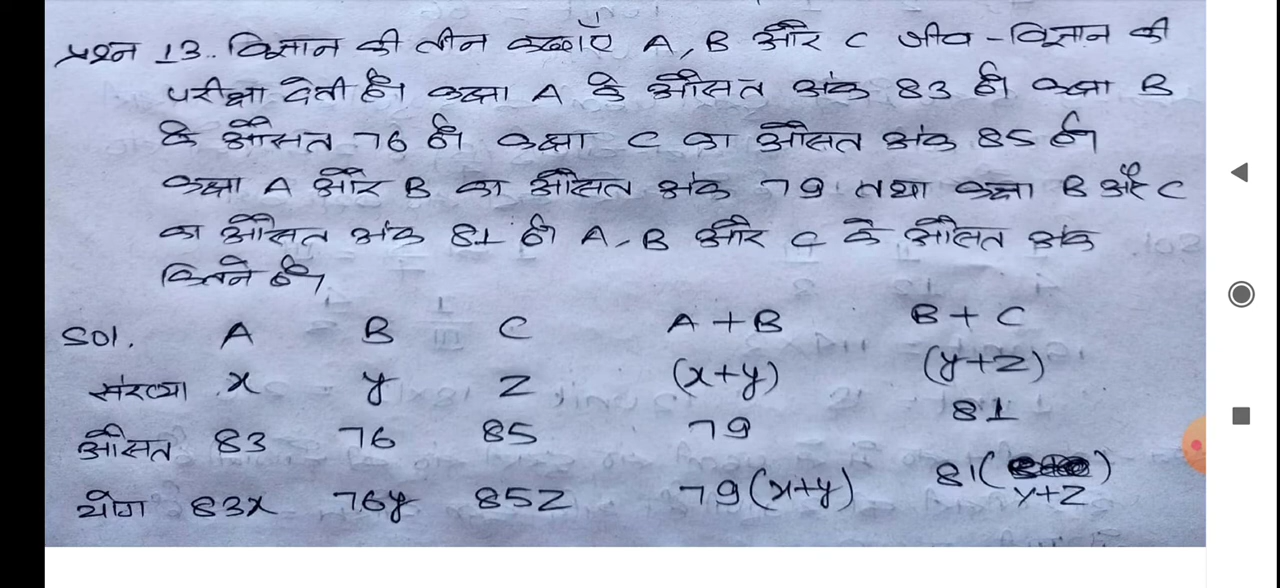 प्रश्न 13. विज्ञान की तीन कक्षाएँ A, B और C जीव-विज्ञान की
परीक्षा देती है। कक्षा A के औसत अंक 83 है। कक्षा B
के औसत 76 है। कक्षा C का औसत अंक 85 है।
कक्षा A और B का औसत अंक 79 तथा कक्षा B और C
का औसत अंक 81 है। A, B और C के औसत अंक
कितने है।
Sol. A B C A + B B + C
संख्या x y z (x+y) (y+z)
औसत 83 76 85 79 81
योग 83x 76y 85z 79(x+y) 81( )
y+z